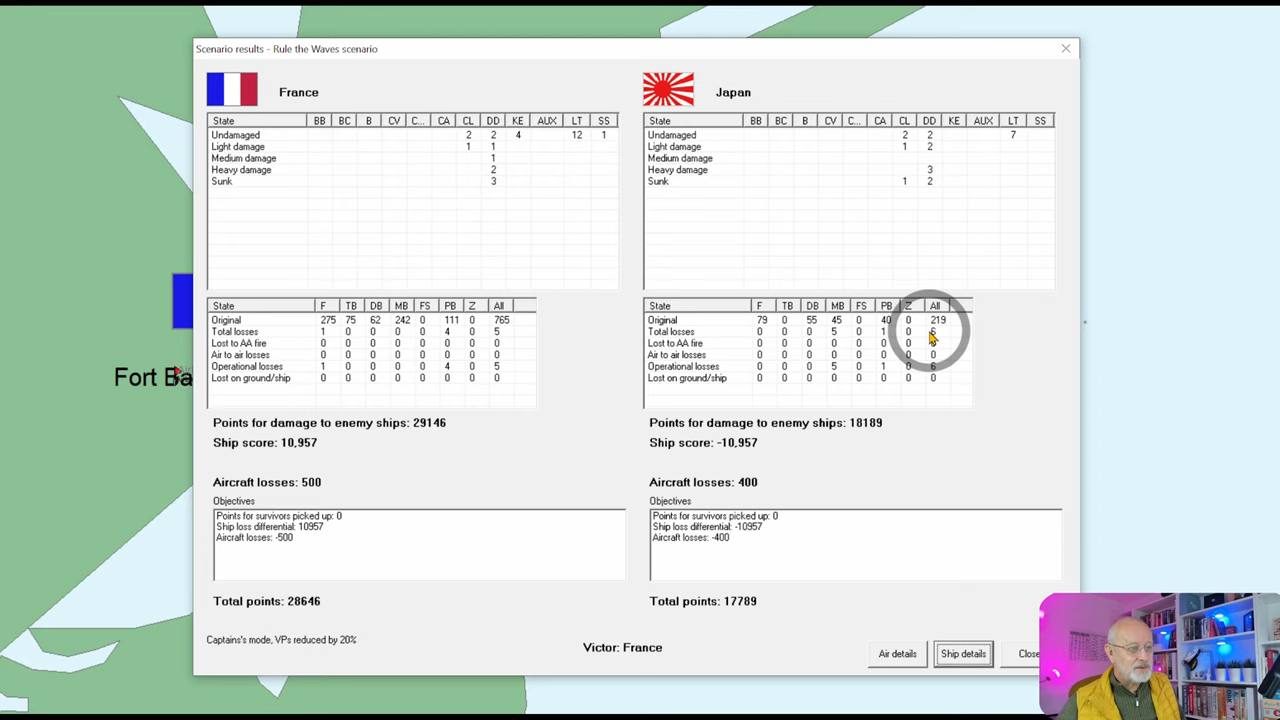 Scenario results - Rule the Waves scenario
France
State BB BC B CV C... CA CL DD KE AUX LT SS
Undamaged 2 2 4 12 1
Light damage 1 1
Medium damage 1
Heavy damage 2
Sunk 3
State F TB DB MB FS PB Z All
Original 275 75 62 242 0 111 0 765
Total losses 1 0 0 0 0 4 0 5
Lost to AA fire 0 0 0 0 0 0 0 0
Air to air losses 0 0 0 0 0 0 0 0
Operational losses 1 0 0 0 0 4 0 5
Lost on ground/ship 0 0 0 0 0 0 0 0
Points for damage to enemy ships: 29146
Ship score: 10,957
Aircraft losses: 500
Objectives
Points for survivors picked up: 0
Ship loss differential: 10957
Aircraft losses: -500
Total points: 28646
Japan
State BB BC B CV C... CA CL DD KE AUX LT SS
Undamaged 2 2 7
Light damage 1 2
Medium damage
Heavy damage 3
Sunk 1 2
State F TB DB MB FS PB Z All
Original 79 0 55 45 0 40 0 219
Total losses 0 0 0 5 0 1 0 6
Lost to AA fire 0 0 0 0 0 0 0 0
Air to air losses 0 0 0 0 0 0 0 0
Operational losses 0 0 0 5 0 1 0 6
Lost on ground/ship 0 0 0 0 0 0 0 0
Points for damage to enemy ships: 18189
Ship score: -10,957
Aircraft losses: 400
Points for survivors picked up: 0
Ship loss differential: -10957
Aircraft losses: -400
Total points: 17789
Fort Ba
Captains's mode, VPs reduced by 20%
Victor: France
Air details
Ship details
Close